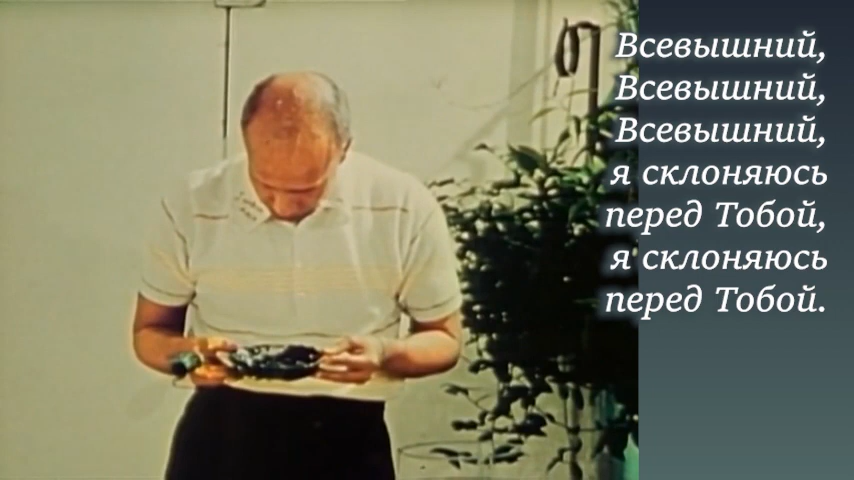 Всевышний,
Всевышний,
Всевышний,
я склоняюсь
перед Тобой,
я склоняюсь
перед Тобой.